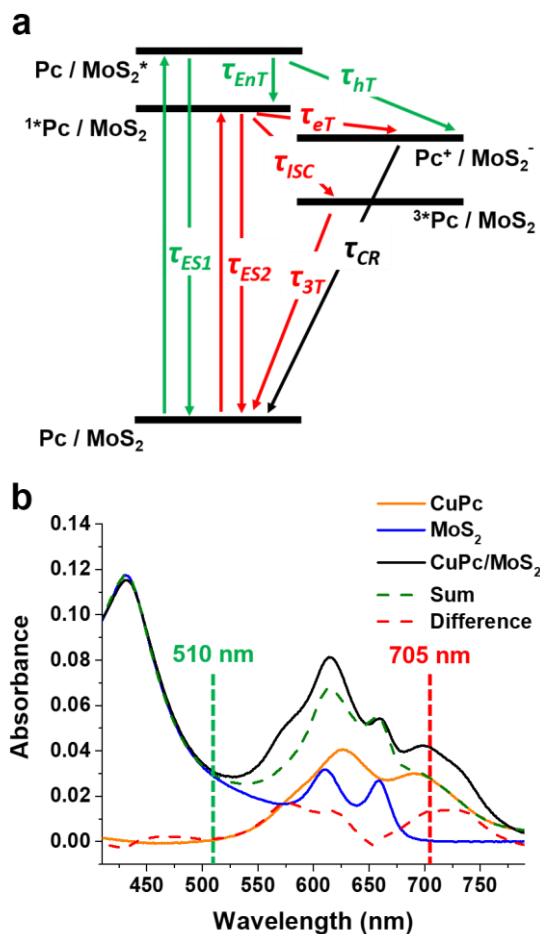 a
Pc / MoS₂*
τEnT
τhT
¹*Pc / MoS₂
τeT
Pc⁺ / MoS₂⁻
τISC
³*Pc / MoS₂
τES1
τES2
τ3T
τCR
Pc / MoS₂
b
CuPc
MoS₂
CuPc/MoS₂
Sum
Difference
510 nm
705 nm
0.14
0.12
0.10
0.08
0.06
0.04
0.02
0.00
Absorbance
450 500 550 600 650 700 750
Wavelength (nm)